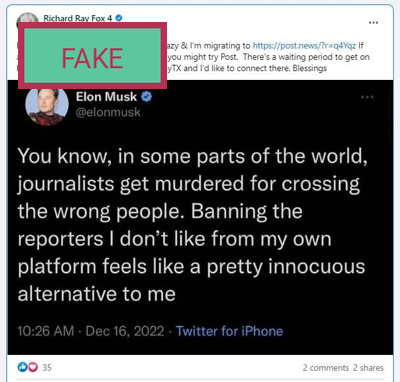 Richard Ray Fox 4
azy & I'm migrating to https://post.news/?r=q4Yqz If
you might try Post. There's a waiting period to get on
yTX and I'd like to connect there. Blessings
FAKE
Elon Musk
@elonmusk
You know, in some parts of the world,
journalists get murdered for crossing
the wrong people. Banning the
reporters I don't like from my own
platform feels like a pretty innocuous
alternative to me
10:26 AM · Dec 16, 2022 · Twitter for iPhone
35
2 comments 2 shares